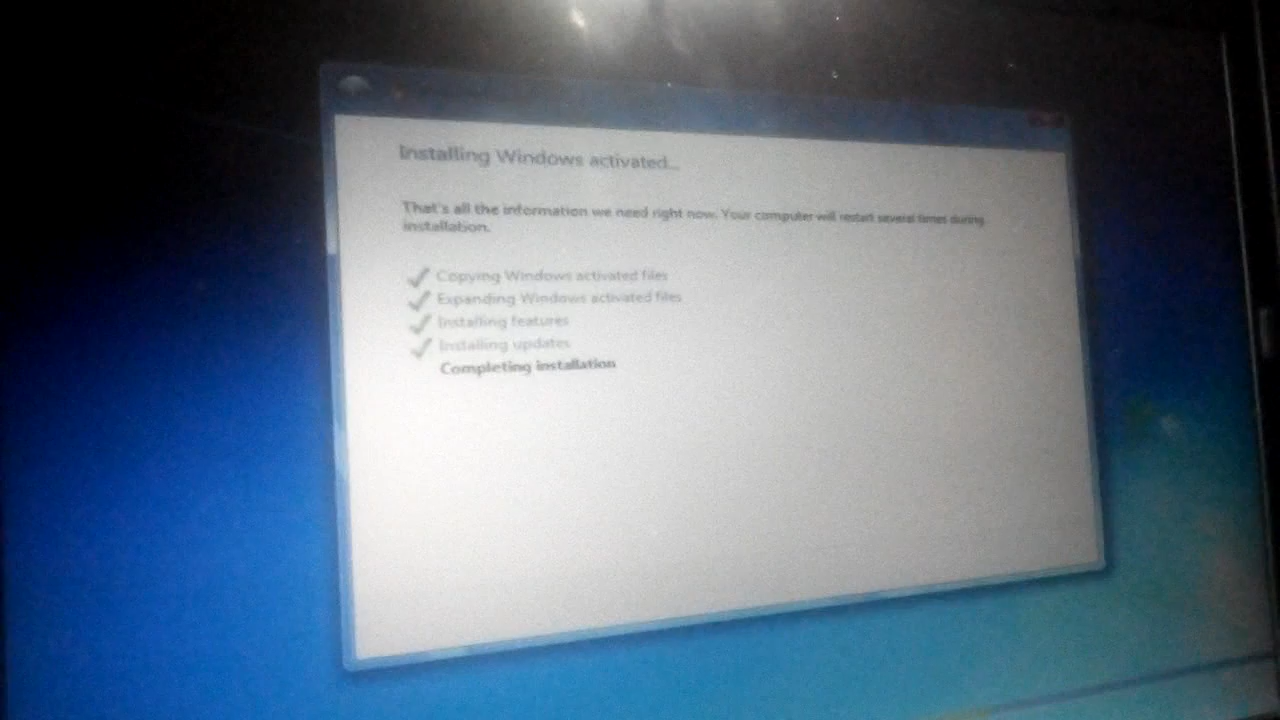 Installing Windows activated...
That's all the information we need right now. Your computer will restart several times during
installation.
Copying Windows activated files
Expanding Windows activated files
Installing features
Installing updates
Completing installation